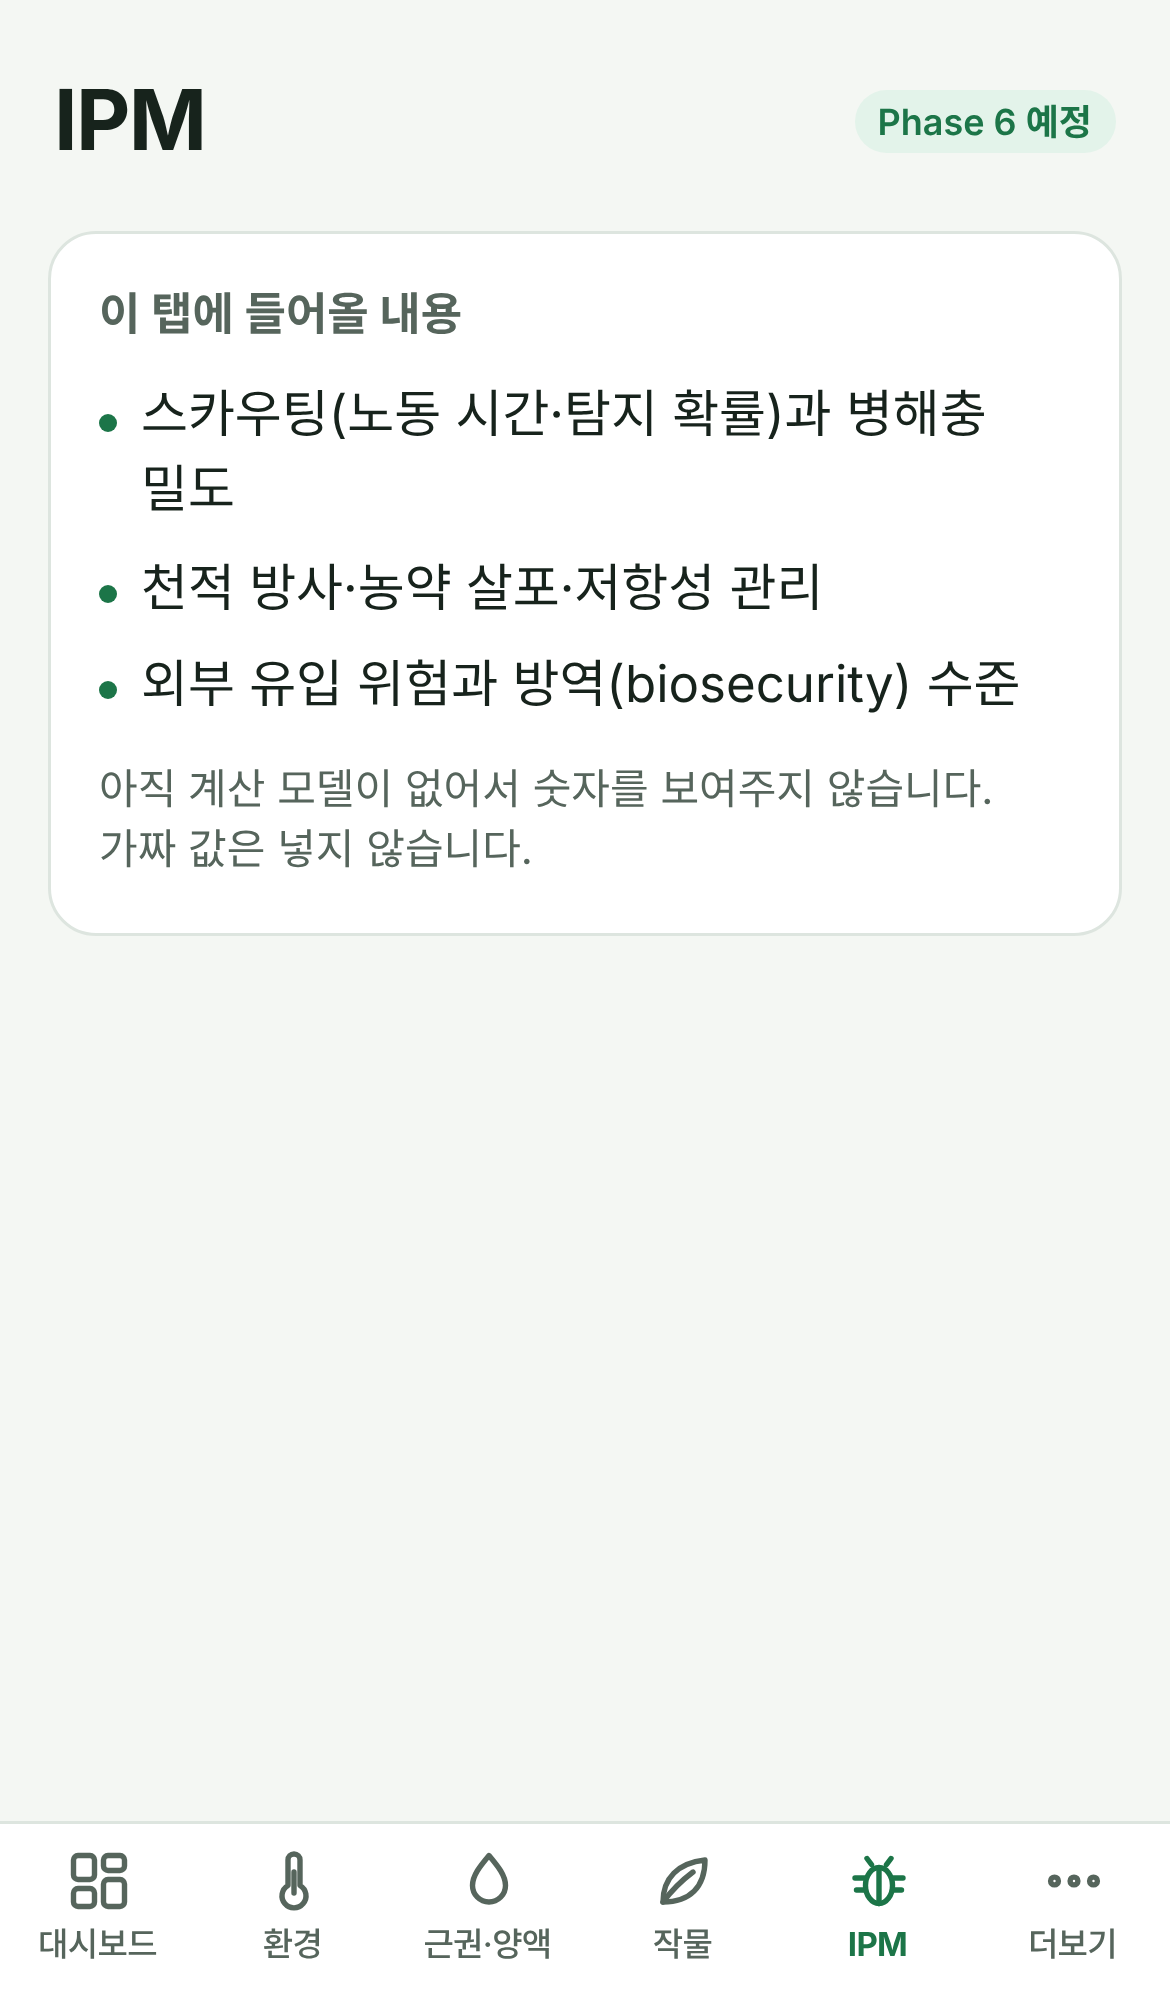 IPM
Phase 6 예정
이 탭에 들어올 내용
스카우팅(노동 시간·탐지 확률)과 병해충
밀도
천적 방사·농약 살포·저항성 관리
외부 유입 위험과 방역(biosecurity) 수준
아직 계산 모델이 없어서 숫자를 보여주지 않습니다.
가짜 값은 넣지 않습니다.
대시보드
환경
근권·양액
작물
IPM
더보기